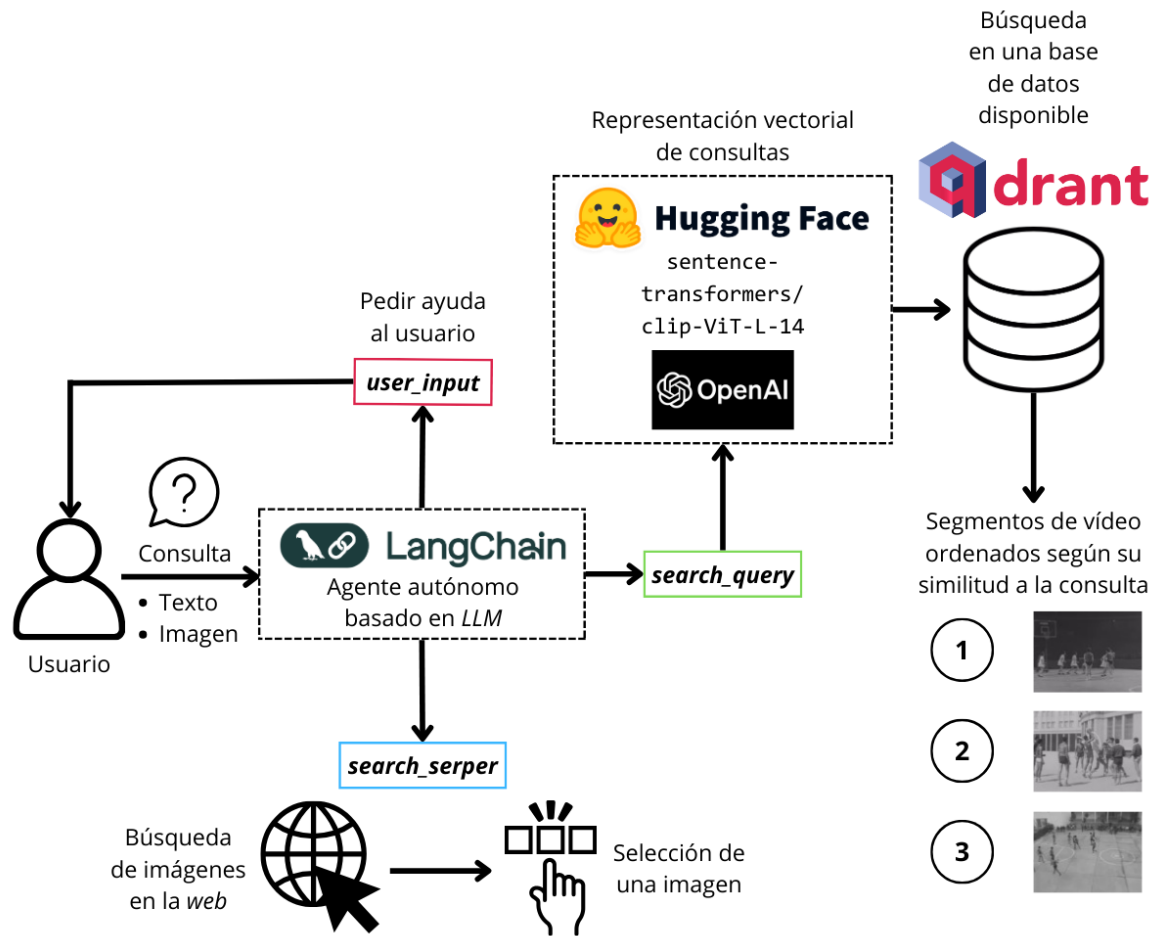 Búsqueda
en una base
de datos
disponible
qdrant
Representación vectorial
de consultas
Hugging Face
sentence-
transformers/
clip-ViT-L-14
OpenAI
Pedir ayuda
al usuario
user_input
?
Consulta
• Texto
• Imagen
Usuario
LangChain
Agente autónomo
basado en LLM
search_query
search_serper
Búsqueda
de imágenes
en la web
Selección de
una imagen
Segmentos de vídeo
ordenados según su
similitud a la consulta
1
2
3